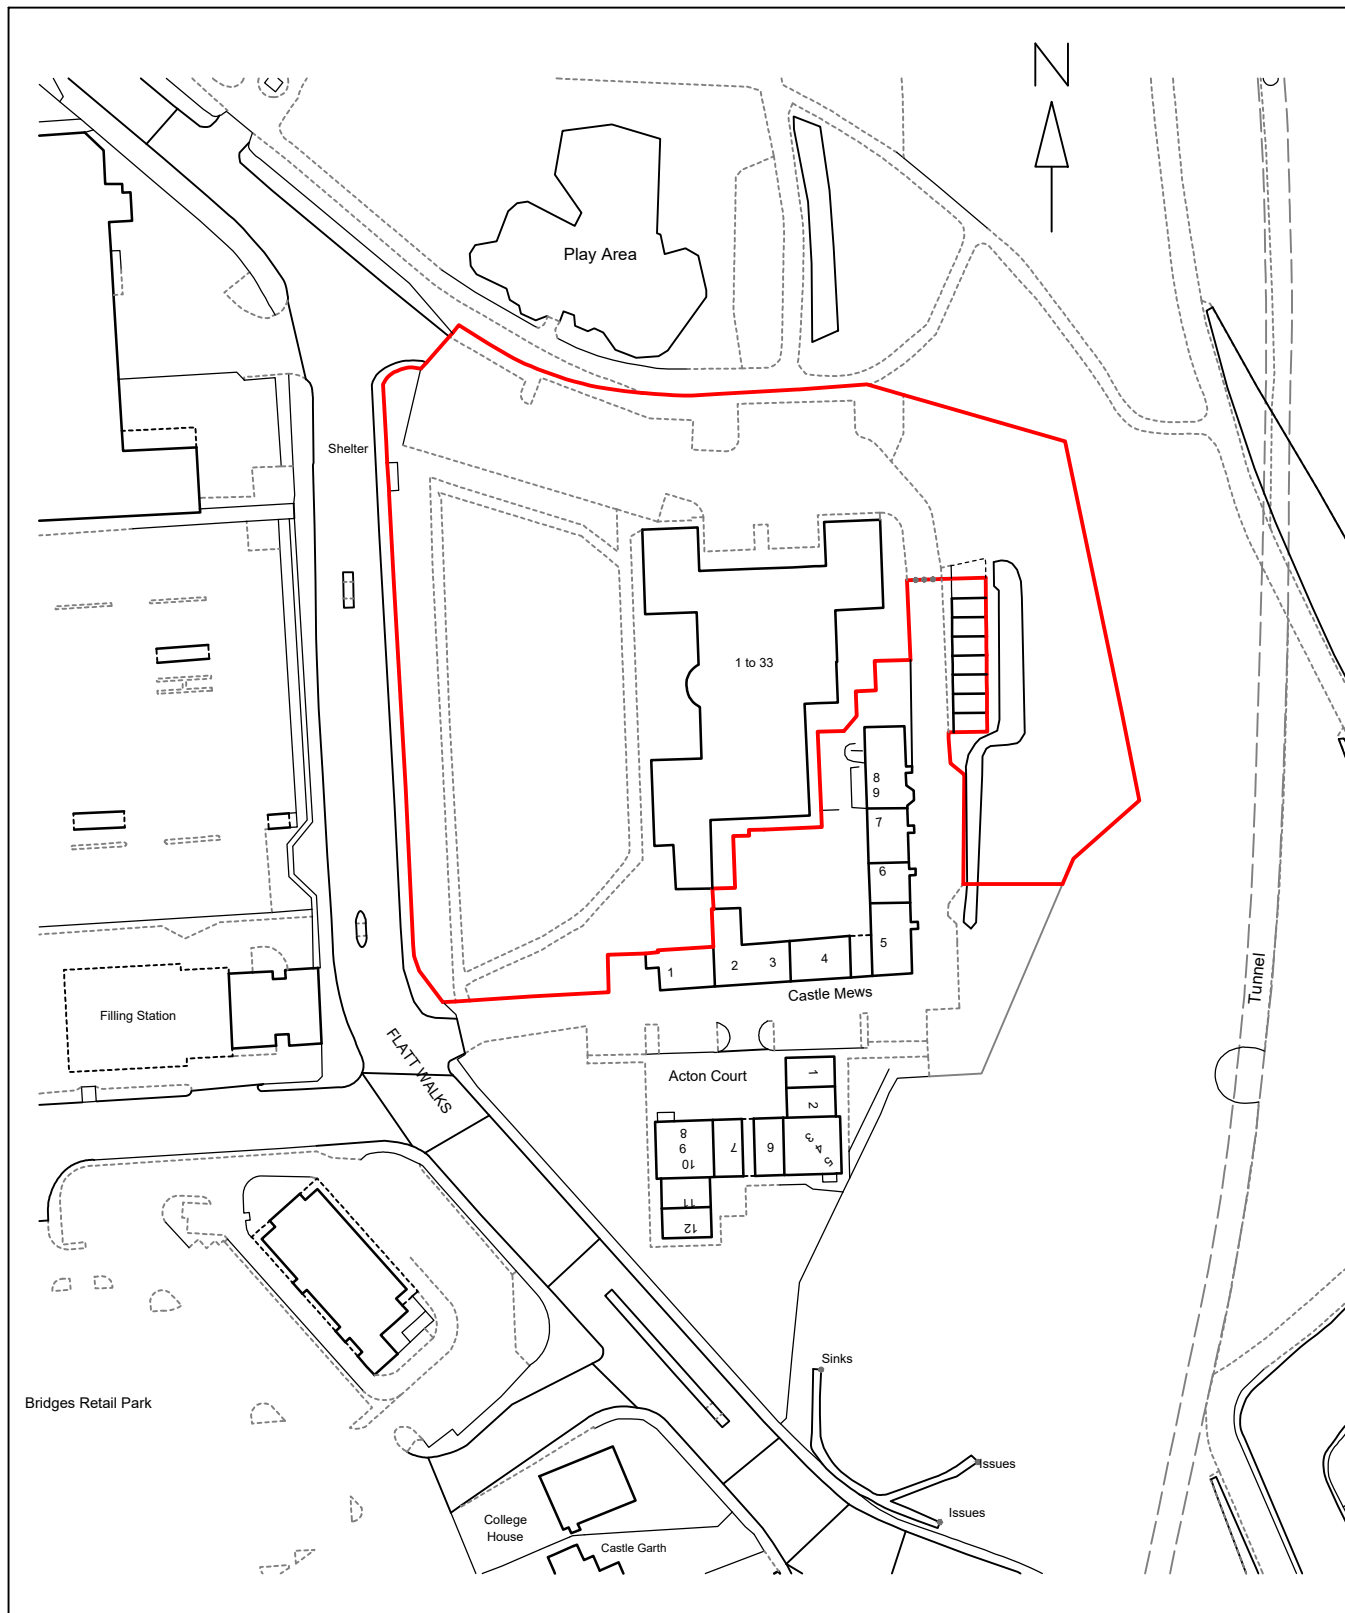 N
Play Area
Shelter
1 to 33
8
9
7
6
5
1
2
3
4
Castle Mews
Tunnel
Filling Station
FLATT WALKS
Acton Court
1
2
3
4
5
6
7
8
9
10
11
12
Sinks
Bridges Retail Park
Issues
Issues
College
House
Castle Garth